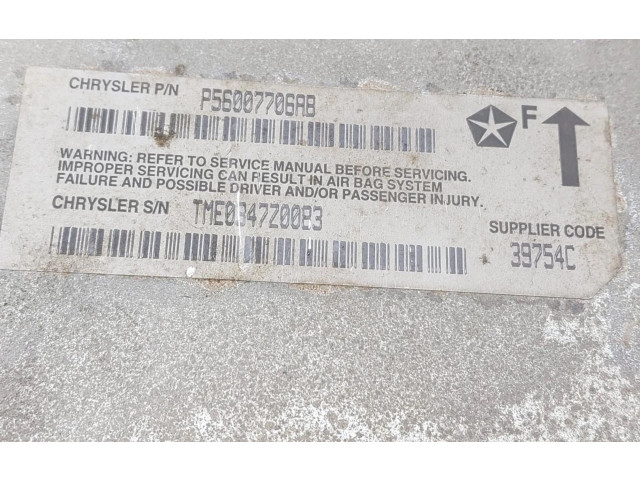 CHRYSLER P/N P56007706AB
F
WARNING: REFER TO SERVICE MANUAL BEFORE SERVICING.
IMPROPER SERVICING CAN RESULT IN AIR BAG SYSTEM
FAILURE AND POSSIBLE DRIVER AND/OR PASSENGER INJURY.
CHRYSLER S/N
SUPPLIER CODE
39754C